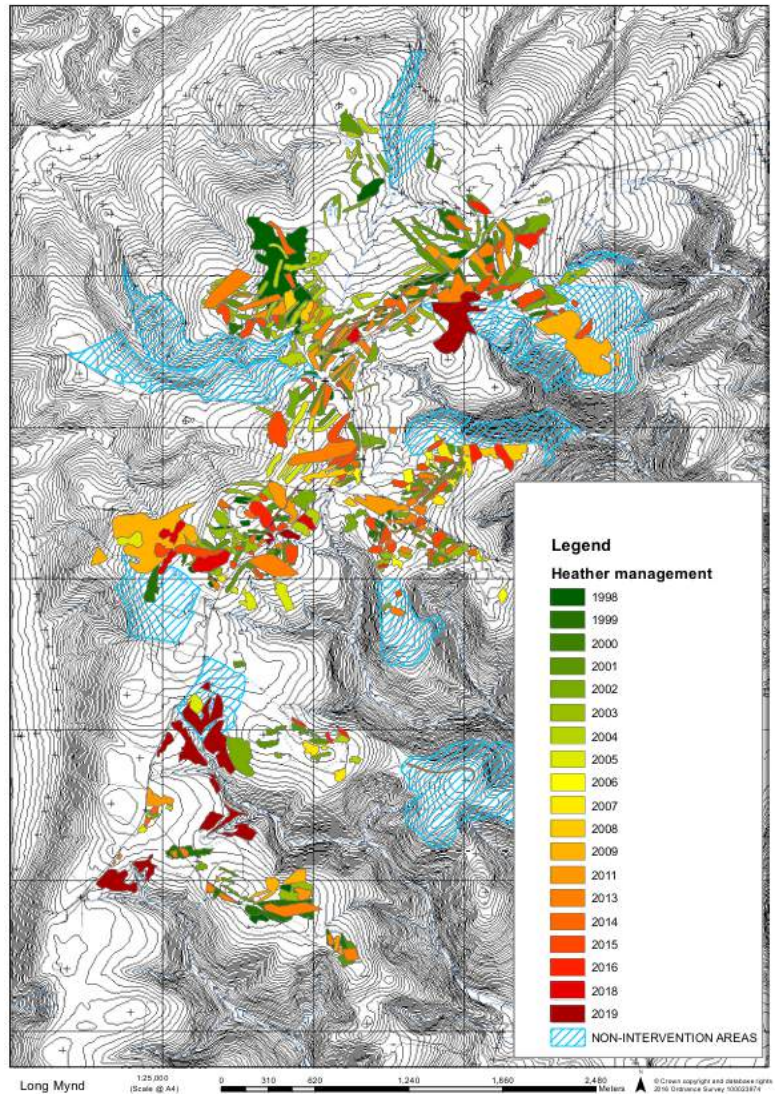 Legend
Heather management
1998
1999
2000
2001
2002
2003
2004
2005
2006
2007
2008
2009
2011
2013
2014
2015
2016
2018
2019
NON-INTERVENTION AREAS
Long Mynd
1:25,000
(Scale @ A4)
0 310 620 1,240 1,860 2,480
Meters
N
© Crown copyright and database rights
2016 Ordnance Survey 100023974